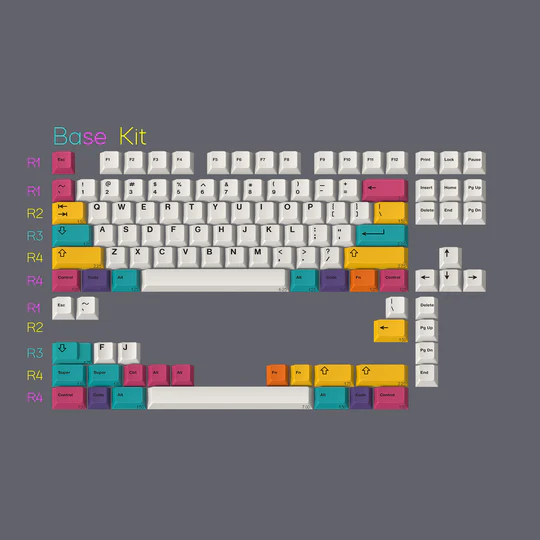 Base Kit
R1 Esc F1 F2 F3 F4 F5 F6 F7 F8 F9 F10 F11 F12 Print Lock Pause
R1 ~ ! 1 @ 2 # 3 $ 4 % 5 ^ 6 & 7 * 8 ( 9 ) 0 - + = ← Insert Home Pg Up
R2 Q W E R T Y U I O P { [ } ] | \ Delete End Pg Dn
R3 A S D F G H J K L : ; " '
R4 Z X C V B N M < , > . ? / ↑
R4 Control Alt Alt Fn Control ← ↓ →
R1 Esc ~ | \ Delete
R2 ← Pg Up
R3 F J Pg Dn
R4 Super Super Ctrl Alt Alt Fn Fn End
R4 Control Alt Alt Control